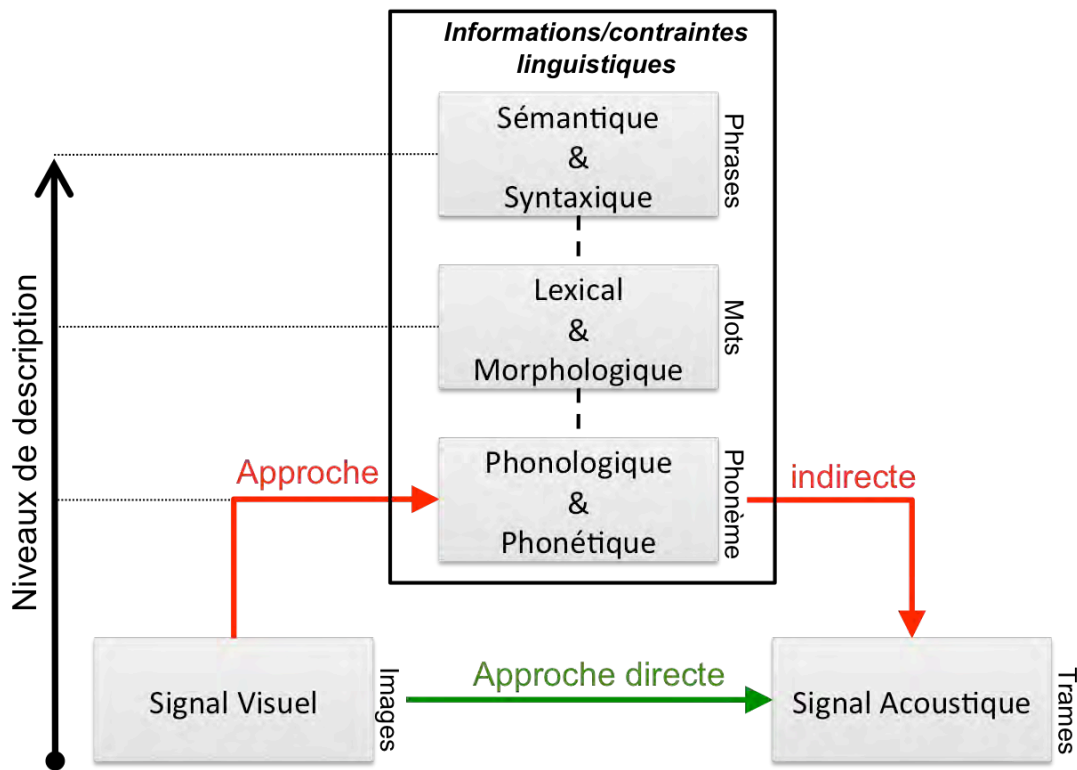 Informations/contraintes
linguistiques
Sémantique
&
Syntaxique
Phrases
Lexical
&
Morphologique
Mots
Phonologique
&
Phonétique
Phonème
Approche
indirecte
Niveaux de description
Signal Visuel
Images
Approche directe
Signal Acoustique
Trames